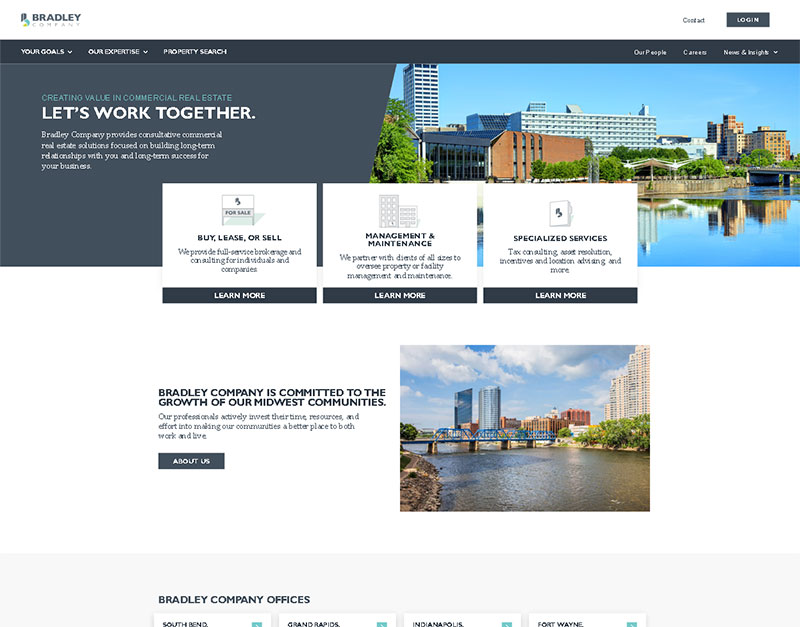 BRADLEY
COMPANY
Contact
LOGIN
YOUR GOALS
OUR EXPERTISE
PROPERTY SEARCH
Our People
Careers
News & Insights
CREATING VALUE IN COMMERCIAL REAL ESTATE
LET'S WORK TOGETHER.
Bradley Company provides consultative commercial
real estate solutions focused on building long-term
relationships with you and long-term success for
your business.
FOR SALE
BUY, LEASE, OR SELL
We provide full-service brokerage and
consulting for individuals and
companies
LEARN MORE
MANAGEMENT &
MAINTENANCE
We partner with clients of all sizes to
oversee property or facility
management and maintenance.
LEARN MORE
SPECIALIZED SERVICES
Tax consulting, asset resolution,
incentives and location advising, and
more.
LEARN MORE
BRADLEY COMPANY IS COMMITTED TO THE
GROWTH OF OUR MIDWEST COMMUNITIES.
Our professionals actively invest their time, resources, and
effort into making our communities a better place to both
work and live.
ABOUT US
BRADLEY COMPANY OFFICES
SOUTH BEND,
GRAND RAPIDS,
INDIANAPOLIS,
FORT WAYNE,